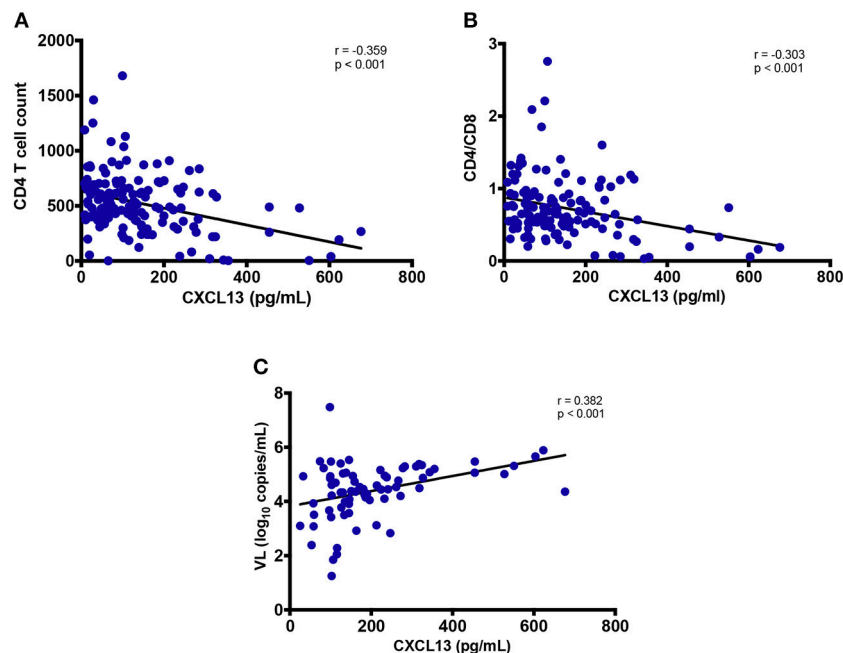 A
2000
1500
1000
500
0
CD4 T cell count
r = -0.359
p < 0.001
0 200 400 600 800
CXCL13 (pg/mL)
B
3
2
1
0
CD4/CD8
r = -0.303
p < 0.001
0 200 400 600 800
CXCL13 (pg/ml)
C
8
6
4
2
0
VL (log10 copies/mL)
r = 0.382
p < 0.001
0 200 400 600 800
CXCL13 (pg/mL)